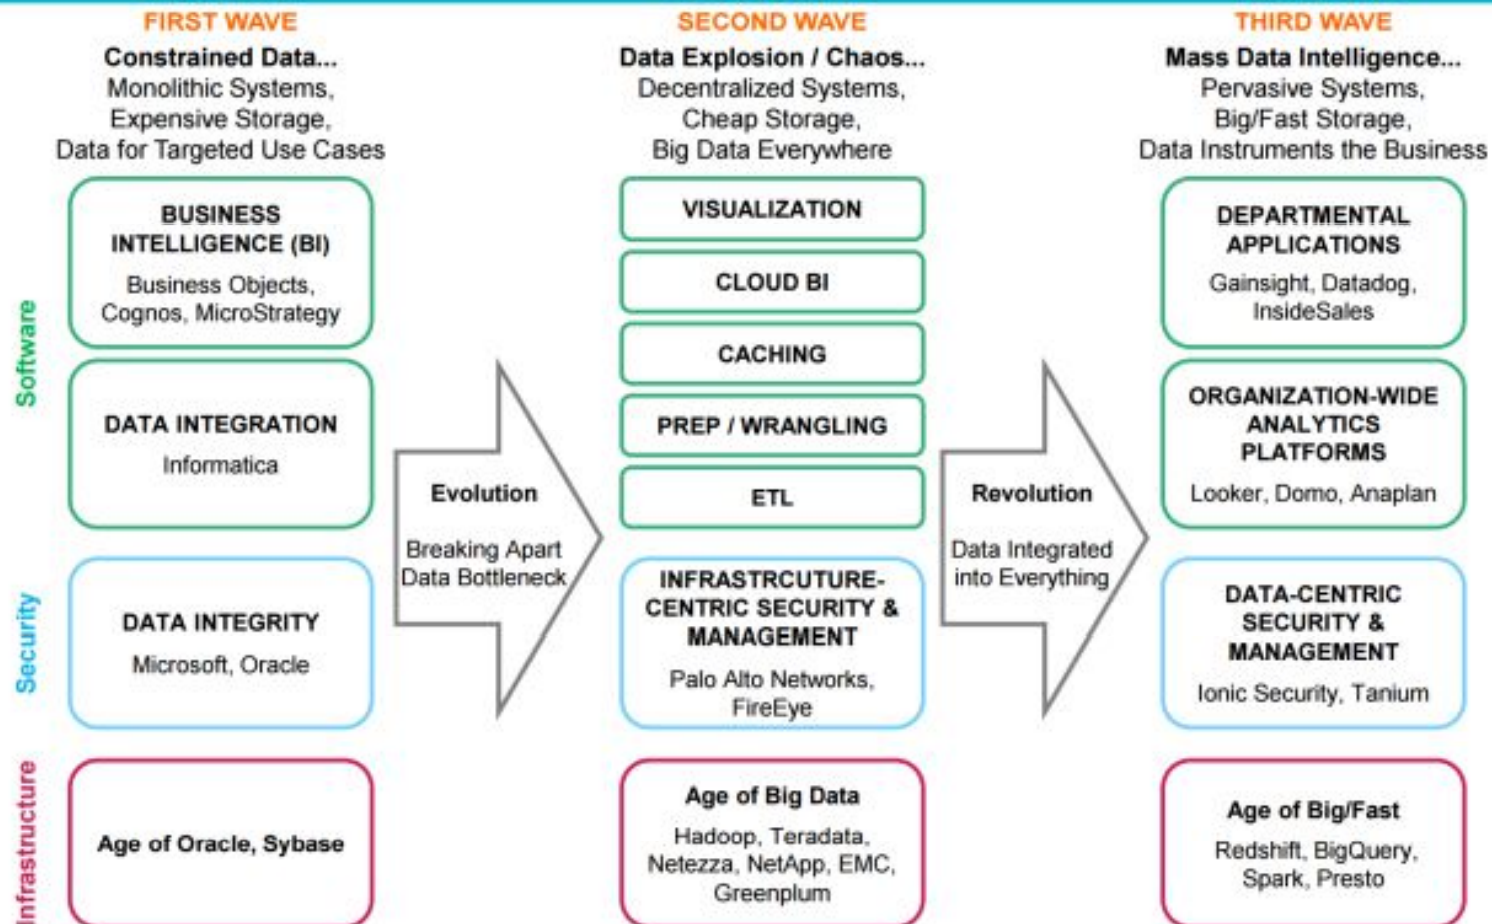 FIRST WAVE
Constrained Data...
Monolithic Systems,
Expensive Storage,
Data for Targeted Use Cases
SECOND WAVE
Data Explosion / Chaos...
Decentralized Systems,
Cheap Storage,
Big Data Everywhere
THIRD WAVE
Mass Data Intelligence...
Pervasive Systems,
Big/Fast Storage,
Data Instruments the Business
Software
BUSINESS
INTELLIGENCE (BI)
Business Objects,
Cognos, MicroStrategy
DATA INTEGRATION
Informatica
VISUALIZATION
CLOUD BI
CACHING
PREP / WRANGLING
ETL
DEPARTMENTAL
APPLICATIONS
Gainsight, Datadog,
InsideSales
ORGANIZATION-WIDE
ANALYTICS
PLATFORMS
Looker, Domo, Anaplan
Evolution
Breaking Apart
Data Bottleneck
Revolution
Data Integrated
into Everything
Security
DATA INTEGRITY
Microsoft, Oracle
INFRASTRCUTURE-
CENTRIC SECURITY &
MANAGEMENT
Palo Alto Networks,
FireEye
DATA-CENTRIC
SECURITY &
MANAGEMENT
Ionic Security, Tanium
Infrastructure
Age of Oracle, Sybase
Age of Big Data
Hadoop, Teradata,
Netezza, NetApp, EMC,
Greenplum
Age of Big/Fast
Redshift, BigQuery,
Spark, Presto